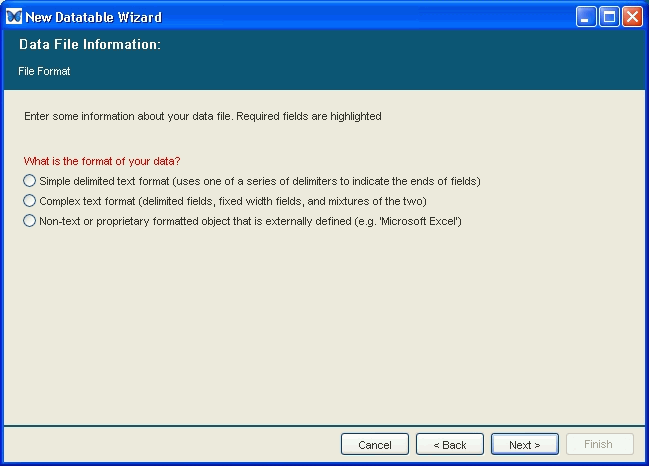 New Datatable Wizard
Data File Information:
File Format
Enter some information about your data file. Required fields are highlighted
What is the format of your data?
Simple delimited text format (uses one of a series of delimiters to indicate the ends of fields)
Complex text format (delimited fields, fixed width fields, and mixtures of the two)
Non-text or proprietary formatted object that is externally defined (e.g. 'Microsoft Excel')
Cancel
< Back
Next >
Finish